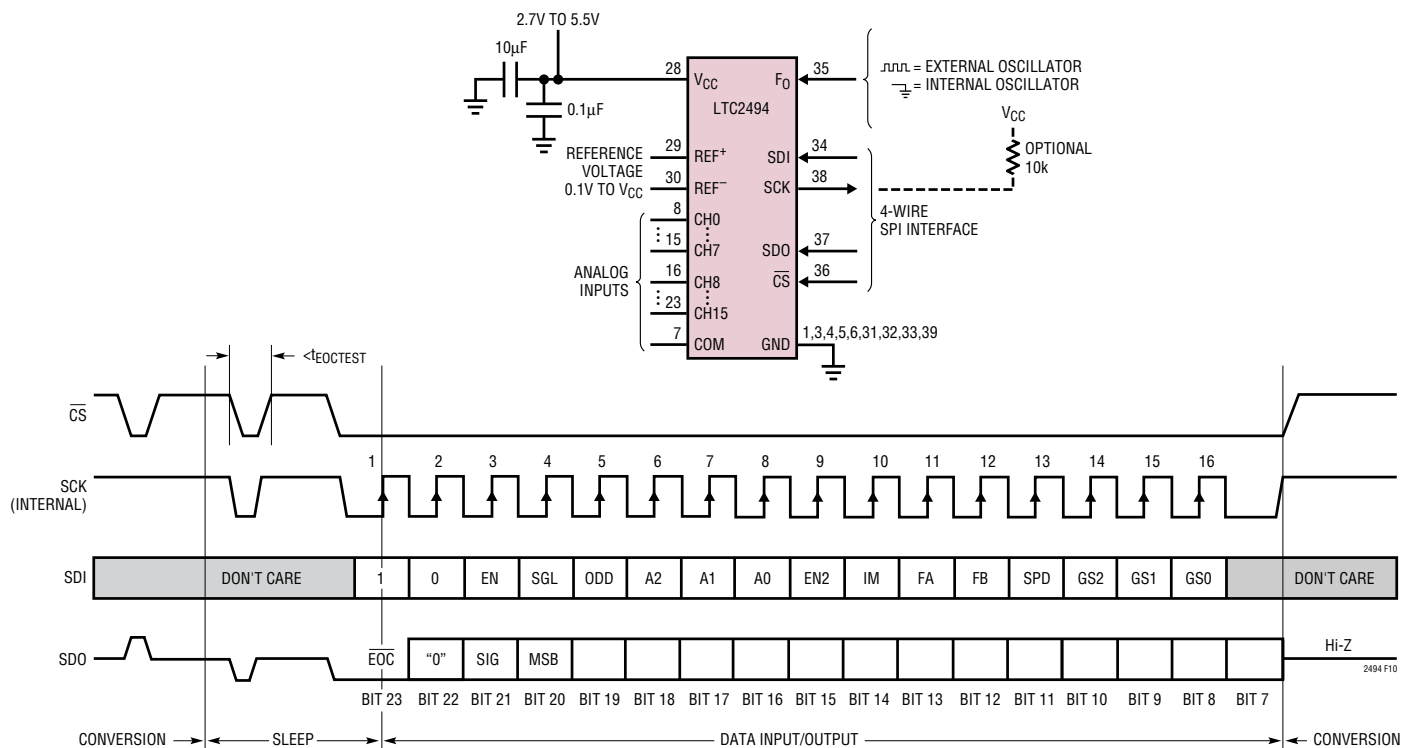 2.7V TO 5.5V
10μF
0.1μF
28
VCC
LTC2494
FO
35
= EXTERNAL OSCILLATOR
= INTERNAL OSCILLATOR
VCC
OPTIONAL
10k
REFERENCE
VOLTAGE
0.1V TO VCC
29
REF+
30
REF–
SDI
34
SCK
38
4-WIRE
SPI INTERFACE
ANALOG
INPUTS
8
CH0
15
CH7
16
CH8
23
CH15
7
COM
SDO
37
CS
36
GND
1,3,4,5,6,31,32,33,39
<tEOCTEST
CS
SCK
(INTERNAL)
1 2 3 4 5 6 7 8 9 10 11 12 13 14 15 16
SDI DON'T CARE 1 0 EN SGL ODD A2 A1 A0 EN2 IM FA FB SPD GS2 GS1 GS0 DON'T CARE
SDO EOC "0" SIG MSB Hi-Z
2494 F10
BIT 23 BIT 22 BIT 21 BIT 20 BIT 19 BIT 18 BIT 17 BIT 16 BIT 15 BIT 14 BIT 13 BIT 12 BIT 11 BIT 10 BIT 9 BIT 8 BIT 7
CONVERSION SLEEP DATA INPUT/OUTPUT CONVERSION